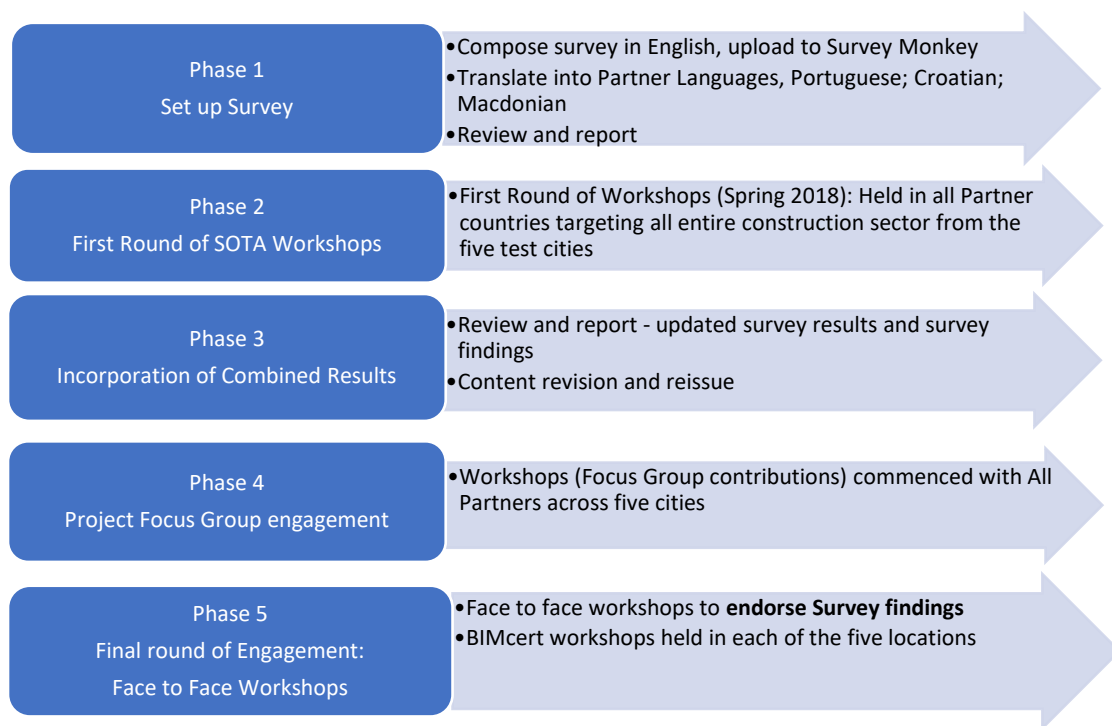 Phase 1
Set up Survey
•Compose survey in English, upload to Survey Monkey
•Translate into Partner Languages, Portuguese; Croatian;
Macdonian
•Review and report
Phase 2
First Round of SOTA Workshops
•First Round of Workshops (Spring 2018): Held in all Partner
countries targeting all entire construction sector from the
five test cities
Phase 3
Incorporation of Combined Results
•Review and report - updated survey results and survey
findings
•Content revision and reissue
Phase 4
Project Focus Group engagement
•Workshops (Focus Group contributions) commenced with All
Partners across five cities
Phase 5
Final round of Engagement:
Face to Face Workshops
•Face to face workshops to endorse Survey findings
•BIMcert workshops held in each of the five locations